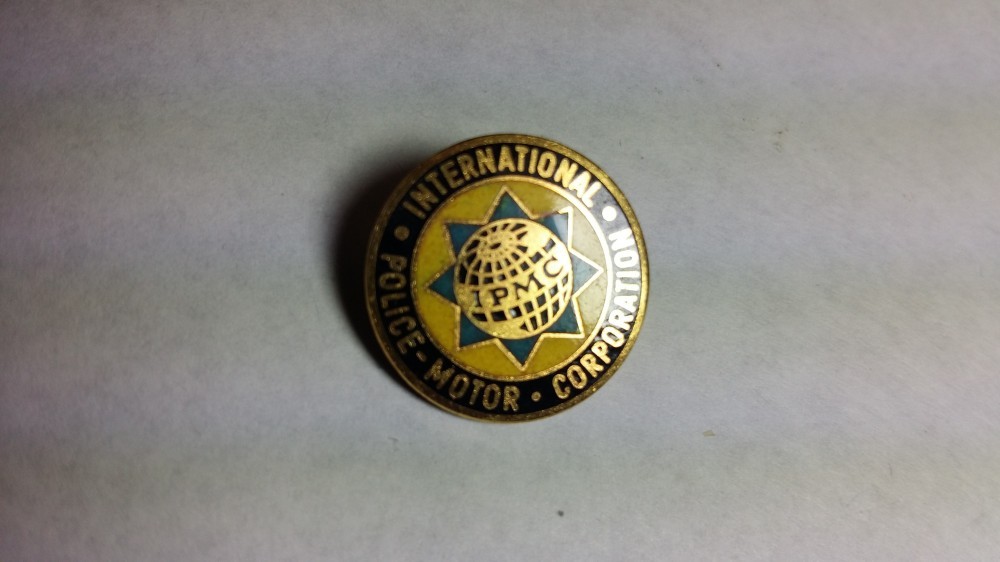 INTERNATIONAL
POLICE-MOTOR
CORPORATION
IPMC